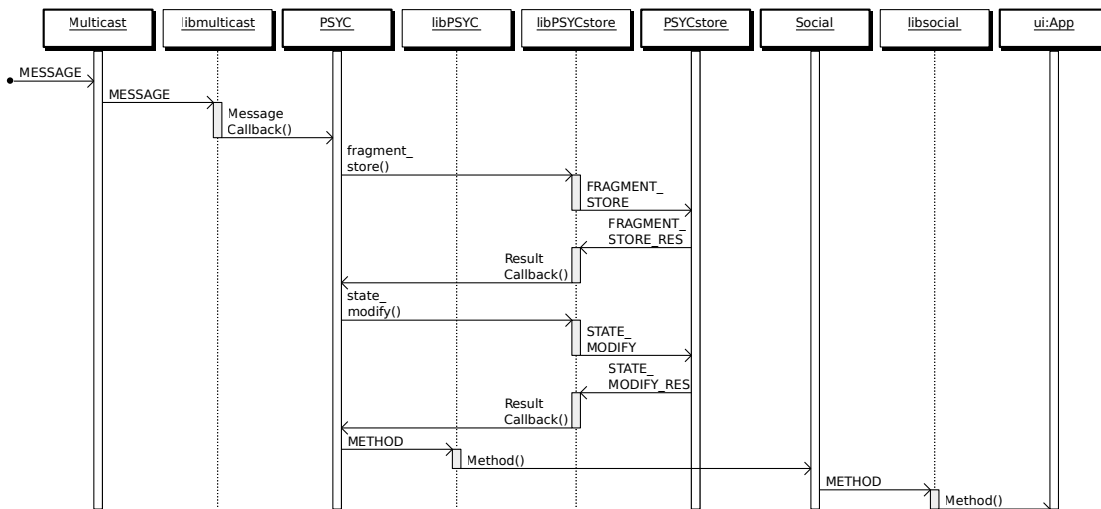 Multicast
libmulticast
PSYC
libPSYC
libPSYCstore
PSYCstore
Social
libsocial
ui:App
MESSAGE
MESSAGE
Message
Callback()
fragment_
store()
FRAGMENT_
STORE
FRAGMENT_
STORE_RES
Result
Callback()
state_
modify()
STATE_
MODIFY
STATE_
MODIFY_RES
Result
Callback()
METHOD
Method()
METHOD
Method()